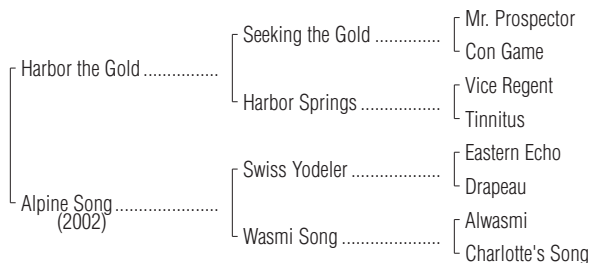 Mr. Prospector
Seeking the Gold ..............
Con Game
Harbor the Gold ................
Vice Regent
Harbor Springs .................
Tinnitus
Eastern Echo
Swiss Yodeler ...................
Drapeau
Alpine Song ......................
(2002)
Alwasmi
Wasmi Song .....................
Charlotte's Song